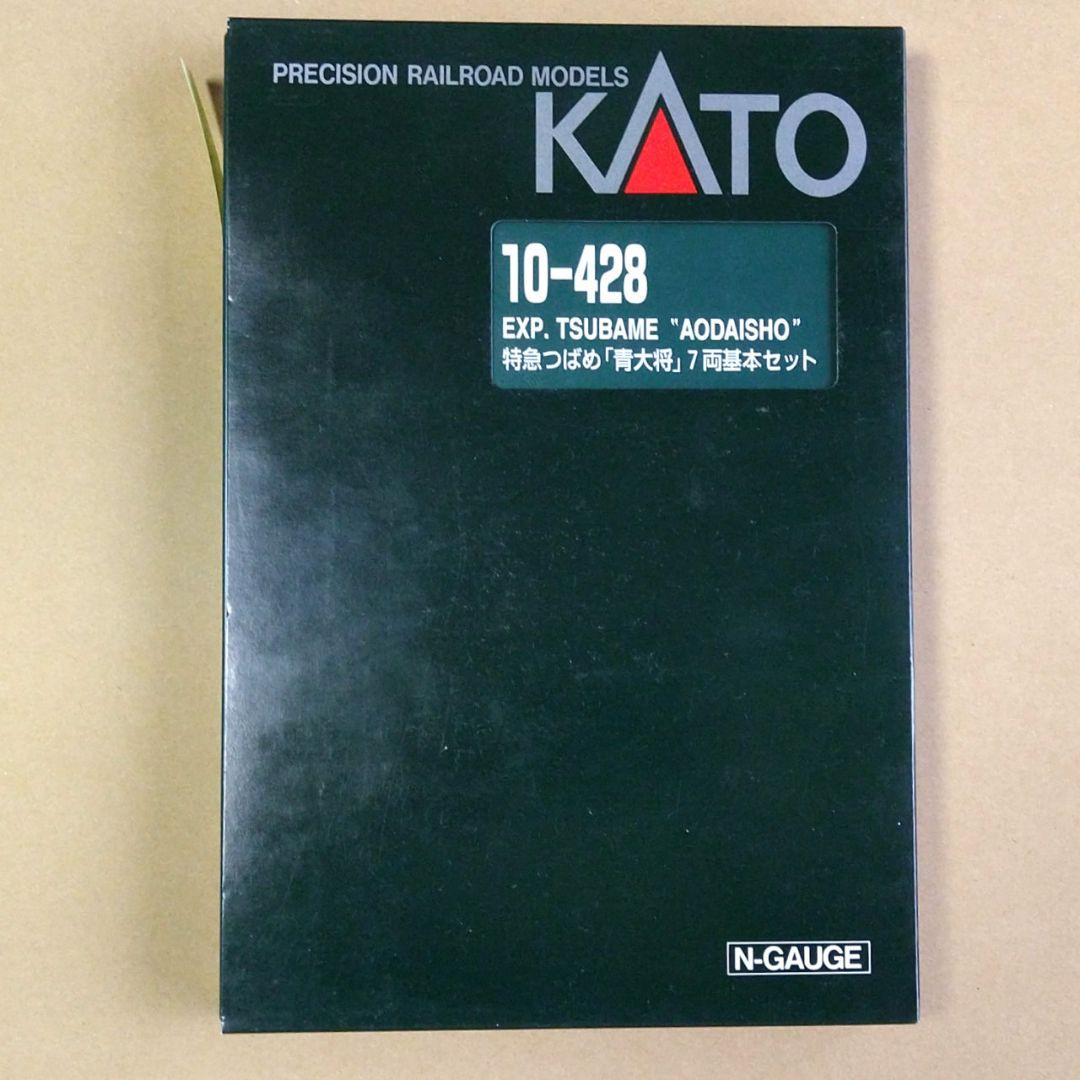 PRECISION RAILROAD MODELS
KATO
10-428
EXP. TSUBAME "AODAISHO"
特急つばめ「青大将」7両基本セット
N-GAUGE